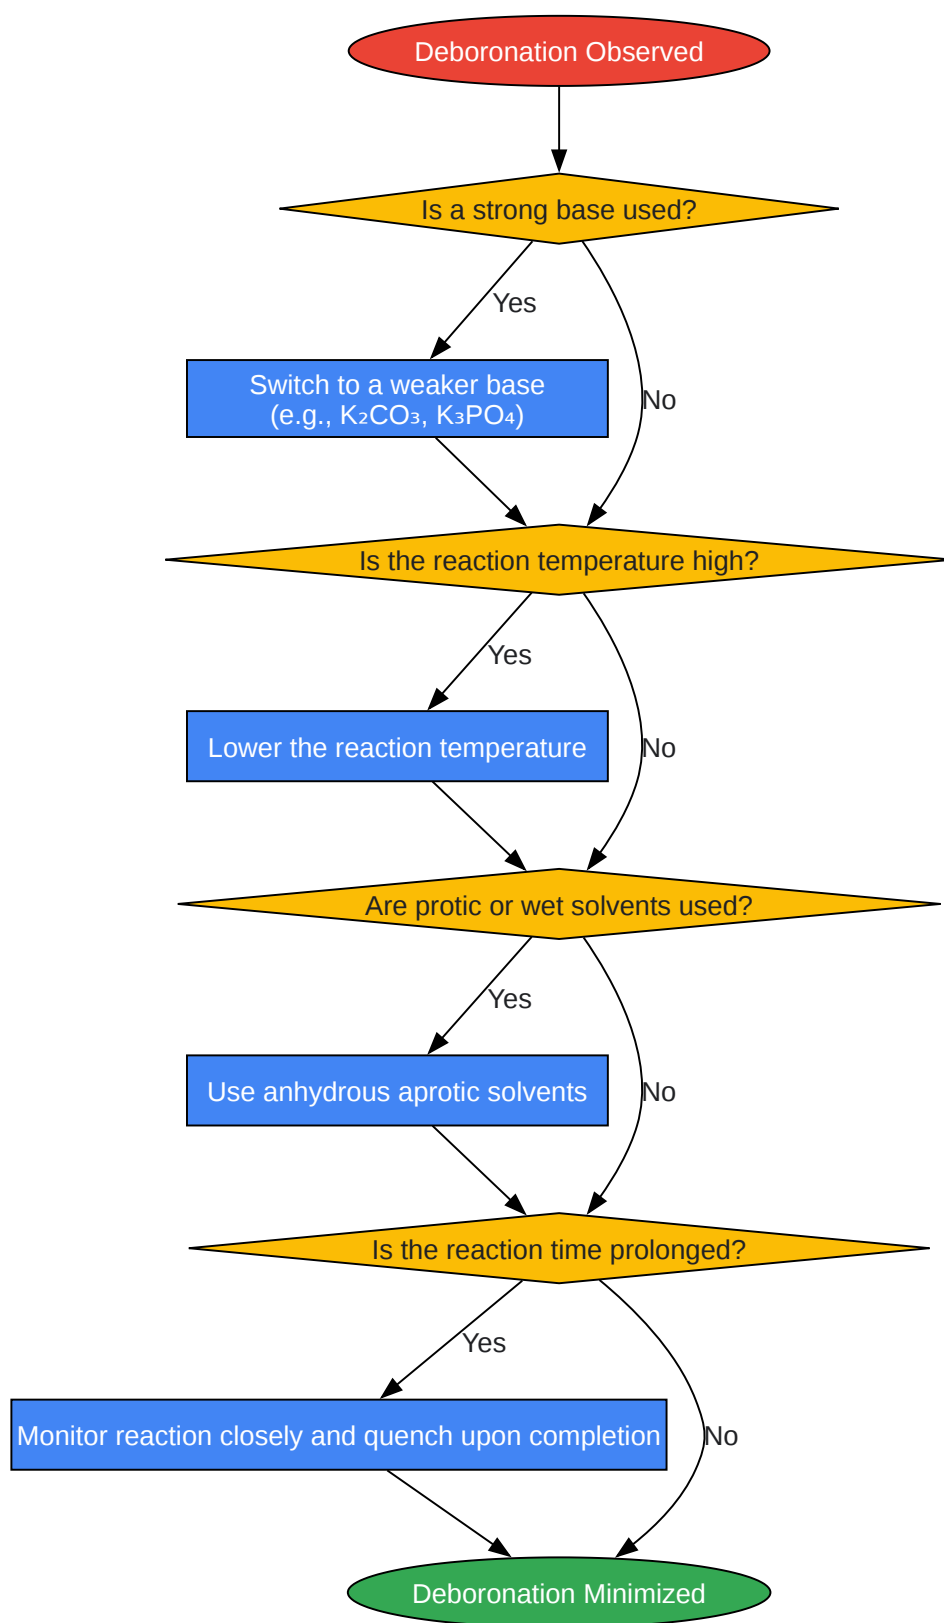 Deboronation Observed
Is a strong base used?
Yes
Switch to a weaker base
(e.g., K₂CO₃, K₃PO₄)
No
Is the reaction temperature high?
Yes
Lower the reaction temperature
No
Are protic or wet solvents used?
Yes
Use anhydrous aprotic solvents
No
Is the reaction time prolonged?
Yes
Monitor reaction closely and quench upon completion
No
Deboronation Minimized